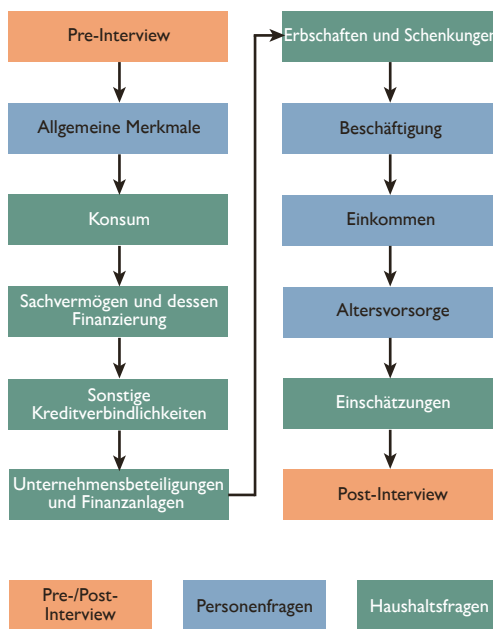 Pre-Interview
Allgemeine Merkmale
Konsum
Sachvermögen und dessen
Finanzierung
Sonstige
Kreditverbindlichkeiten
Unternehmensbeteiligungen
und Finanzanlagen
Erbschaften und Schenkungen
Beschäftigung
Einkommen
Altersvorsorge
Einschätzungen
Post-Interview
Pre-/Post-
Interview
Personenfragen
Haushaltsfragen